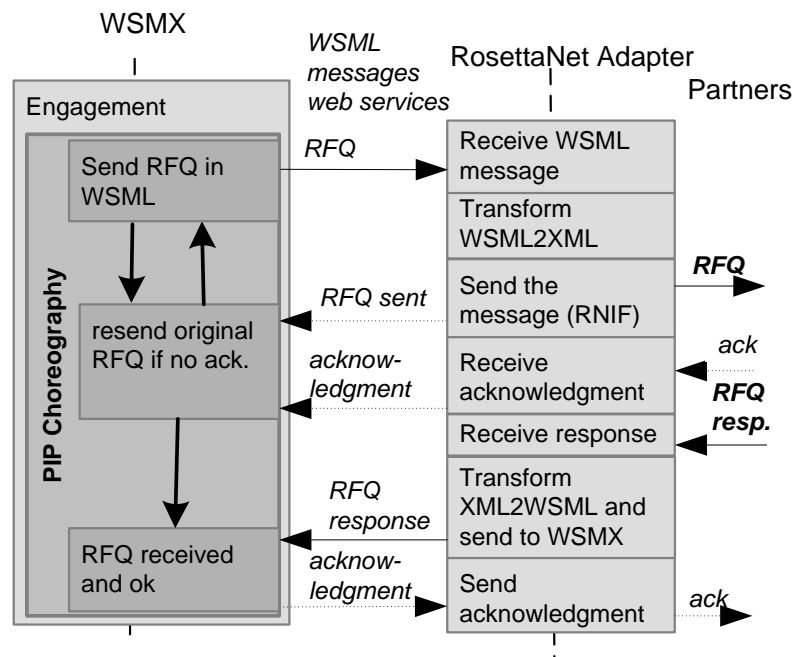 WSMX
WSML
messages
web services
RosettaNet Adapter
Partners
Engagement
PIP Choreography
Send RFQ in
WSML
resend original
RFQ if no ack.
RFQ received
and ok
RFQ
RFQ sent
acknow-
ledgment
RFQ
response
acknow-
ledgment
Receive WSML
message
Transform
WSML2XML
Send the
message (RNIF)
Receive
acknowledgment
Receive response
Transform
XML2WSML and
send to WSMX
Send
acknowledgment
RFQ
ack
RFQ
resp.
ack